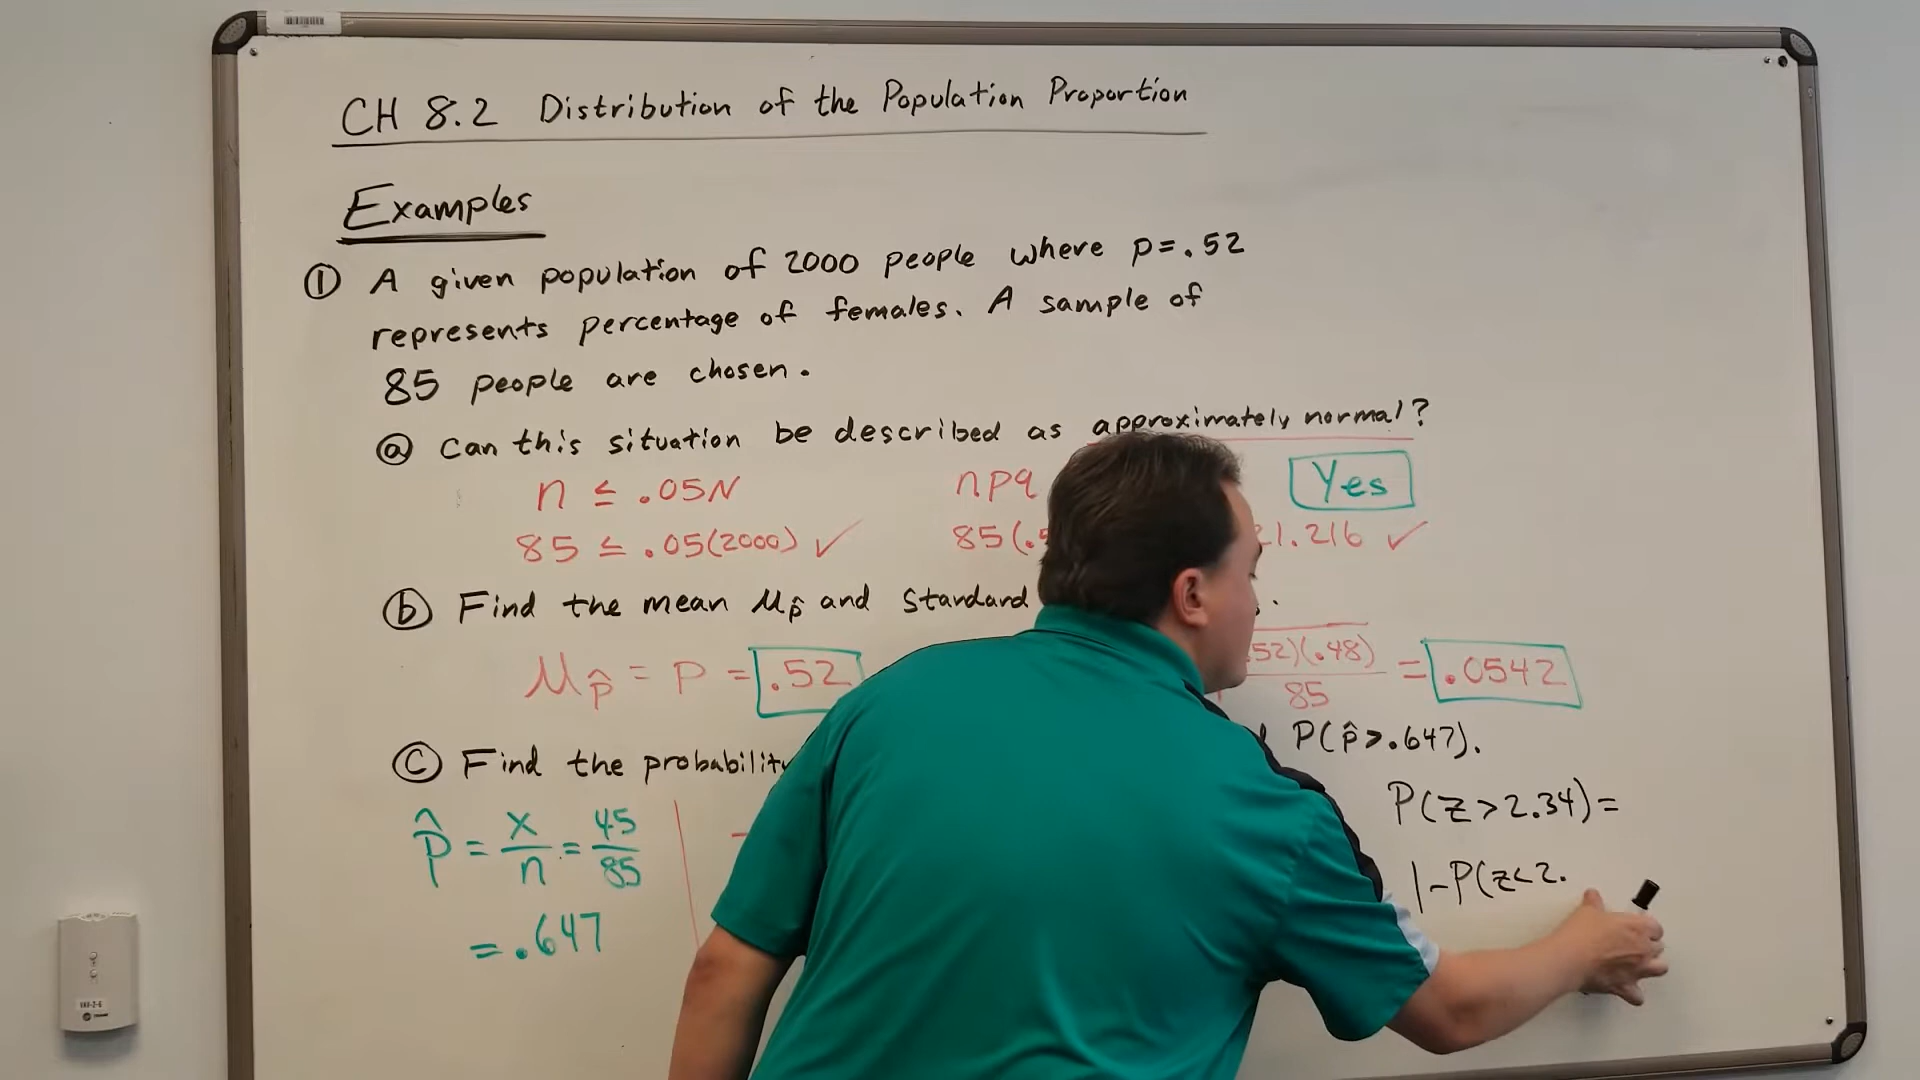 CH 8.2 Distribution of the Population Proportion
Examples
① A given population of 2000 people where p=.52
represents percentage of females. A sample of
85 people are chosen.
ⓐ Can this situation be described as approximately normal?
n ≤ .05N npq Yes
85 ≤ .05(2000) ✓ 85(.5 21.216 ✓
ⓑ Find the mean μp̂ and standard
μp̂ = p = .52 .52)(.48) / 85 = .0542
ⓒ Find the probability P(p̂>.647).
p̂ = x/n = 45/85 P(z>2.34)=
= .647 1-P(z<2.